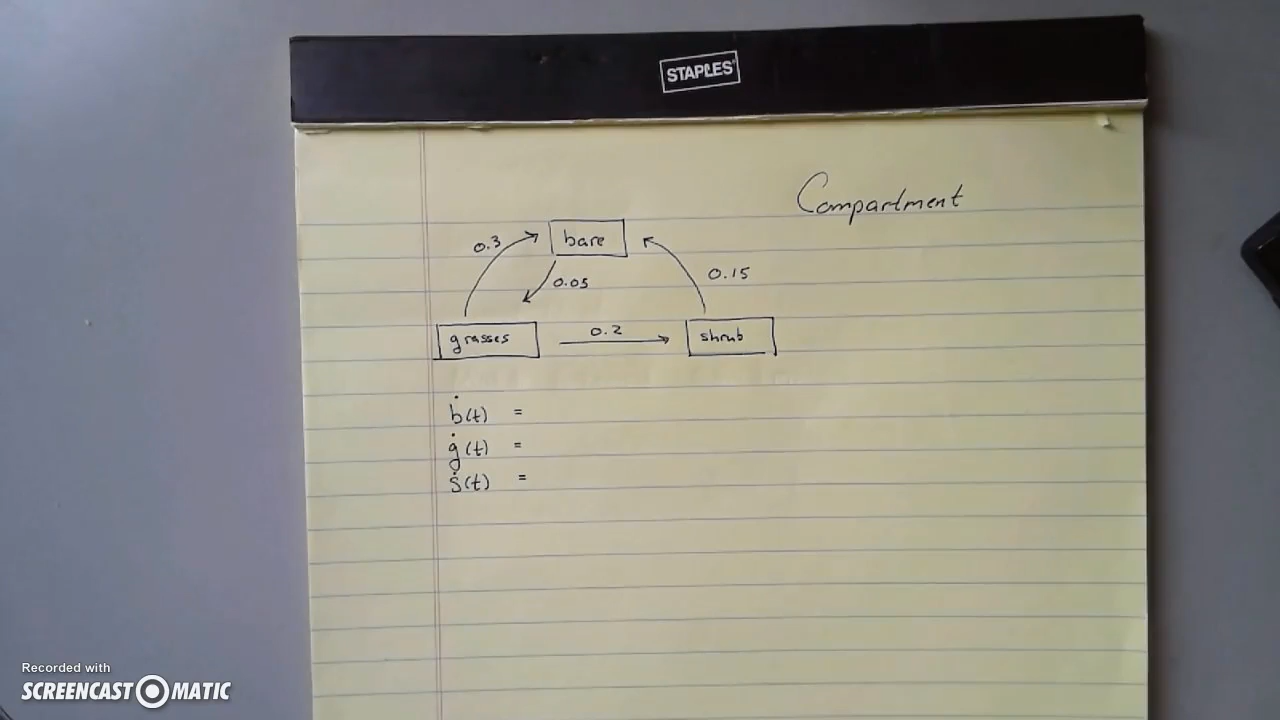 STAPLES
Compartment
0.3
bare
0.05
0.15
grasses
0.2
shrub
ḃ(t) =
ġ(t) =
ṡ(t) =
Recorded with
SCREENCAST O MATIC